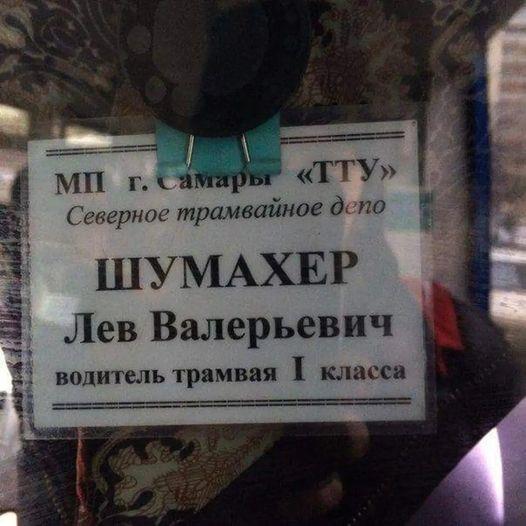 МП г. Самары «ТТУ»
Северное трамвайное депо
ШУМАХЕР
Лев Валерьевич
водитель трамвая I класса